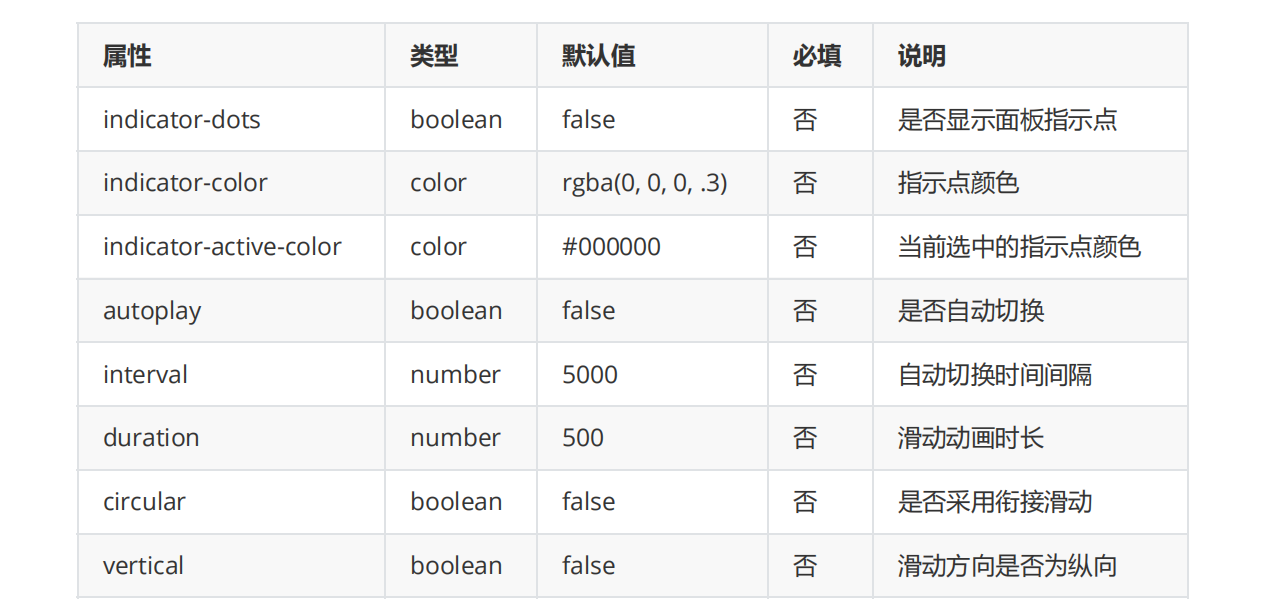 属性 类型 默认值 必填 说明
indicator-dots boolean false 否 是否显示面板指示点
indicator-color color rgba(0, 0, 0, .3) 否 指示点颜色
indicator-active-color color #000000 否 当前选中的指示点颜色
autoplay boolean false 否 是否自动切换
interval number 5000 否 自动切换时间间隔
duration number 500 否 滑动动画时长
circular boolean false 否 是否采用衔接滑动
vertical boolean false 否 滑动方向是否为纵向